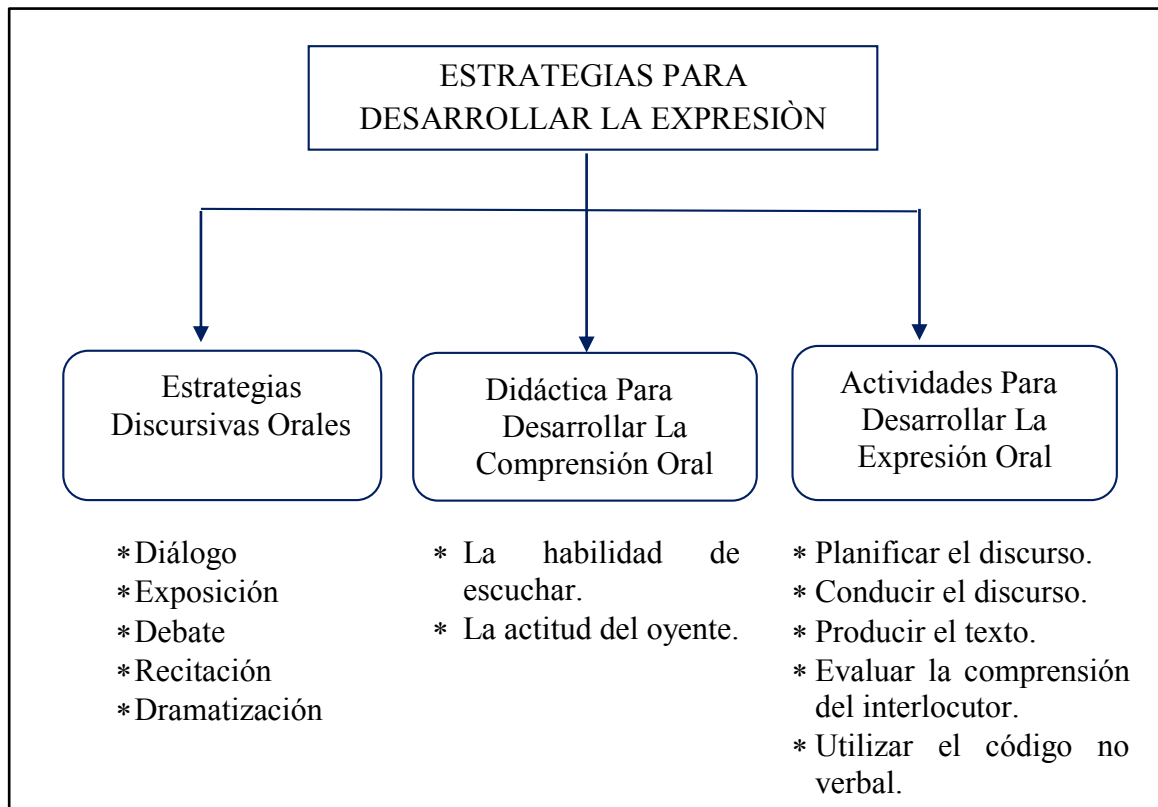 ESTRATEGIAS PARA
DESARROLLAR LA EXPRESIÒN
Estrategias
Discursivas Orales
Didáctica Para
Desarrollar La
Comprensión Oral
Actividades Para
Desarrollar La
Expresión Oral
* Diálogo
* Exposición
* Debate
* Recitación
* Dramatización
* La habilidad de
escuchar.
* La actitud del oyente.
* Planificar el discurso.
* Conducir el discurso.
* Producir el texto.
* Evaluar la comprensión
del interlocutor.
* Utilizar el código no
verbal.